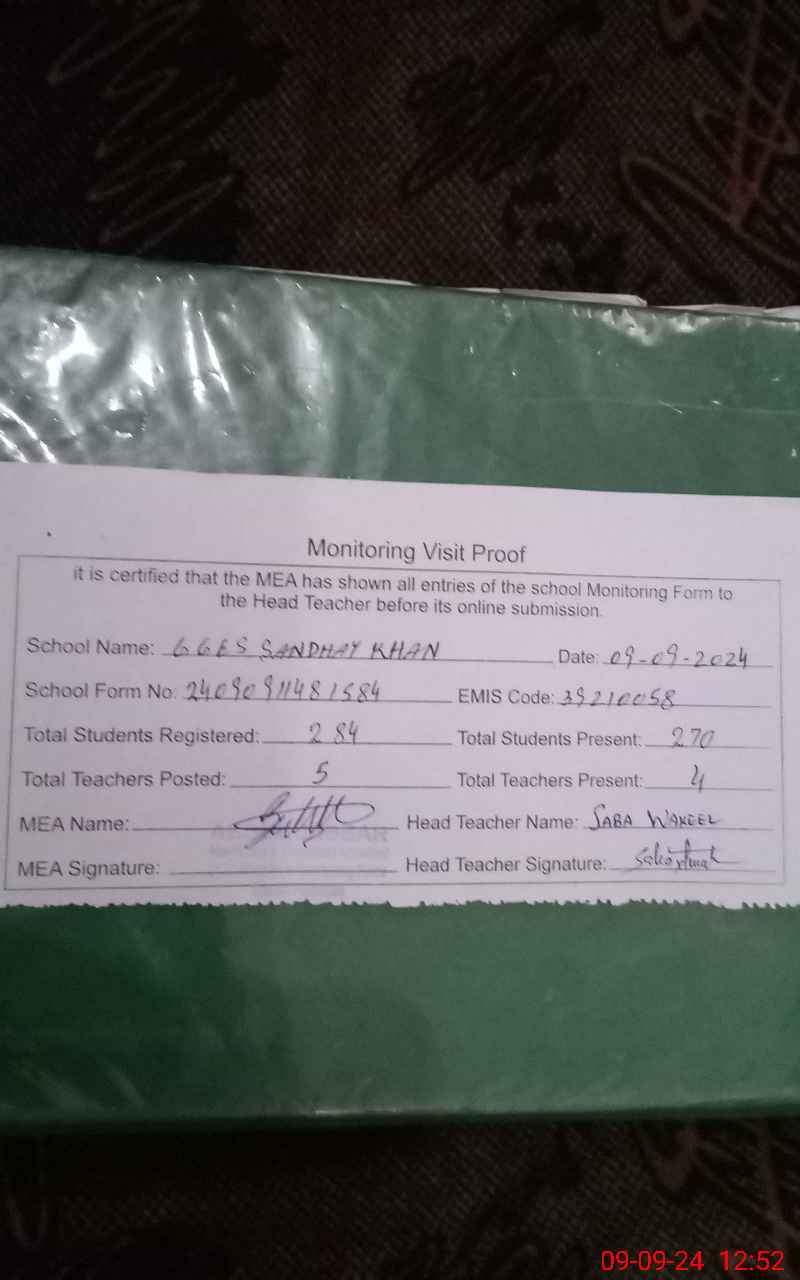 Monitoring Visit Proof
it is certified that the MEA has shown all entries of the school Monitoring Form to
the Head Teacher before its online submission.
School Name: GGES SANDHAY KHAN Date: 09-09-2024
School Form No: 24090911481584 EMIS Code: 39210058
Total Students Registered: 284 Total Students Present: 270
Total Teachers Posted: 5 Total Teachers Present: 4
MEA Name: Head Teacher Name: SABA WAKEEL
MEA Signature: Head Teacher Signature:
09-09-24 12:52